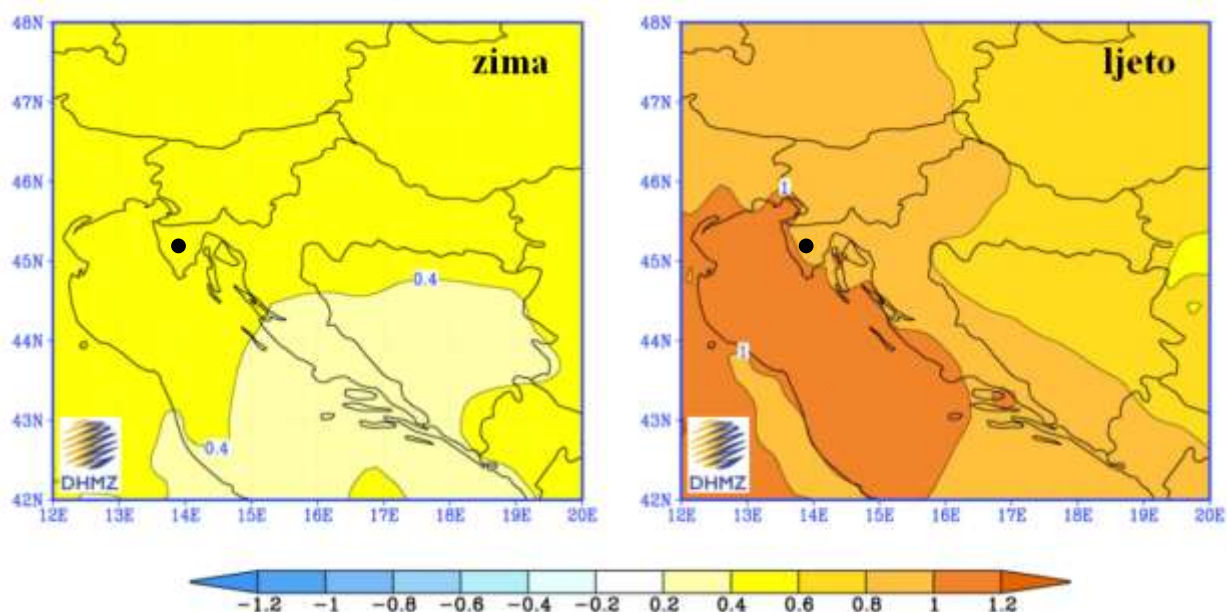 zima
48N
47N
46N
45N
44N
43N
42N
0.4
0.4
DHMZ
12E 13E 14E 15E 16E 17E 18E 19E 20E
ljeto
48N
47N
46N
45N
44N
43N
42N
1
1
DHMZ
12E 13E 14E 15E 16E 17E 18E 19E 20E
-1.2 -1 -0.8 -0.6 -0.4 -0.2 0.2 0.4 0.6 0.8 1 1.2